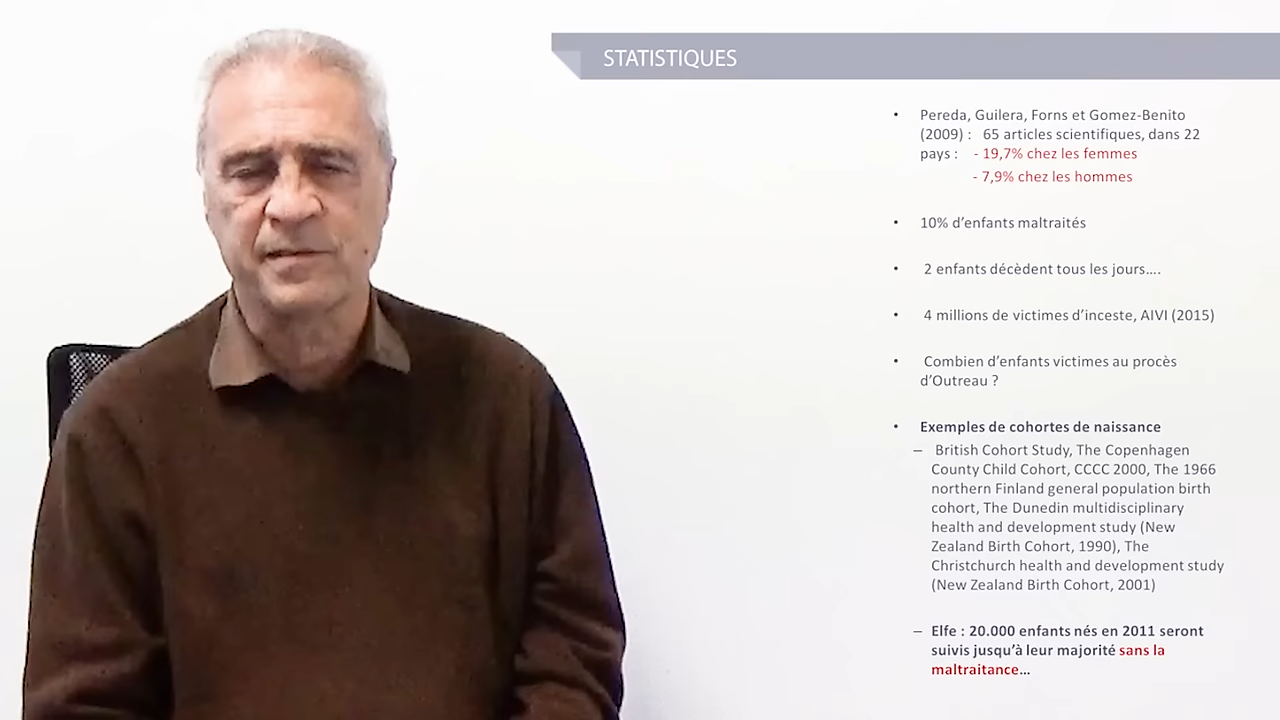 STATISTIQUES
• Pereda, Guilera, Forns et Gomez-Benito
(2009) : 65 articles scientifiques, dans 22
pays : - 19,7% chez les femmes
- 7,9% chez les hommes
• 10% d’enfants maltraités
• 2 enfants décèdent tous les jours....
• 4 millions de victimes d’inceste, AIVI (2015)
• Combien d’enfants victimes au procès
d’Outreau ?
• Exemples de cohortes de naissance
– British Cohort Study, The Copenhagen
County Child Cohort, CCCC 2000, The 1966
northern Finland general population birth
cohort, The Dunedin multidisciplinary
health and development study (New
Zealand Birth Cohort, 1990), The
Christchurch health and development study
(New Zealand Birth Cohort, 2001)
– Elfe : 20.000 enfants nés en 2011 seront
suivis jusqu’à leur majorité sans la
maltraitance...